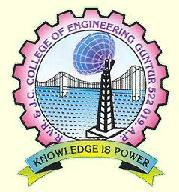 R.V.R. & J.C. COLLEGE OF ENGINEERING GUNTUR 522 019 A.P.
KNOWLEDGE IS POWER